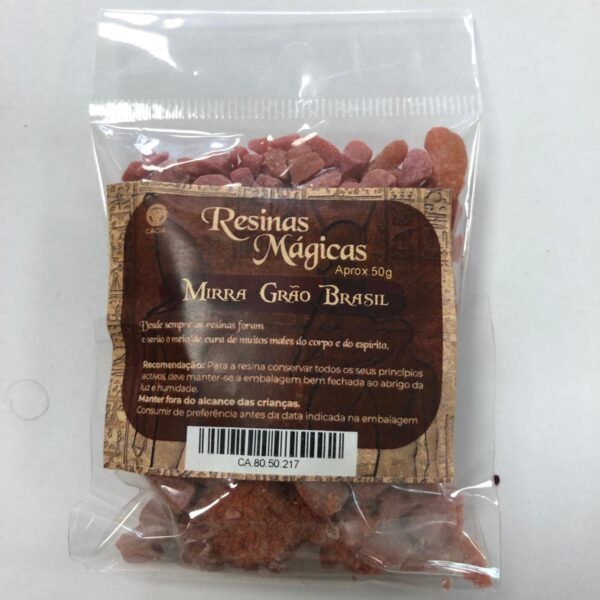 CACIA
Resinas
Mágicas
Aprox.50g
Mirra Grão Brasil
Desde sempre as resinas foram
e serão o meio de cura de muitos males do corpo e do espírito.
Recomendação: Para a resina conservar todos os seus princípios
activos, deve manter-se a embalagem bem fechada ao abrigo da
luz e humidade.
Manter fora do alcance das crianças.
Consumir de preferência antes da data indicada na embalagem
CA.80.50.217